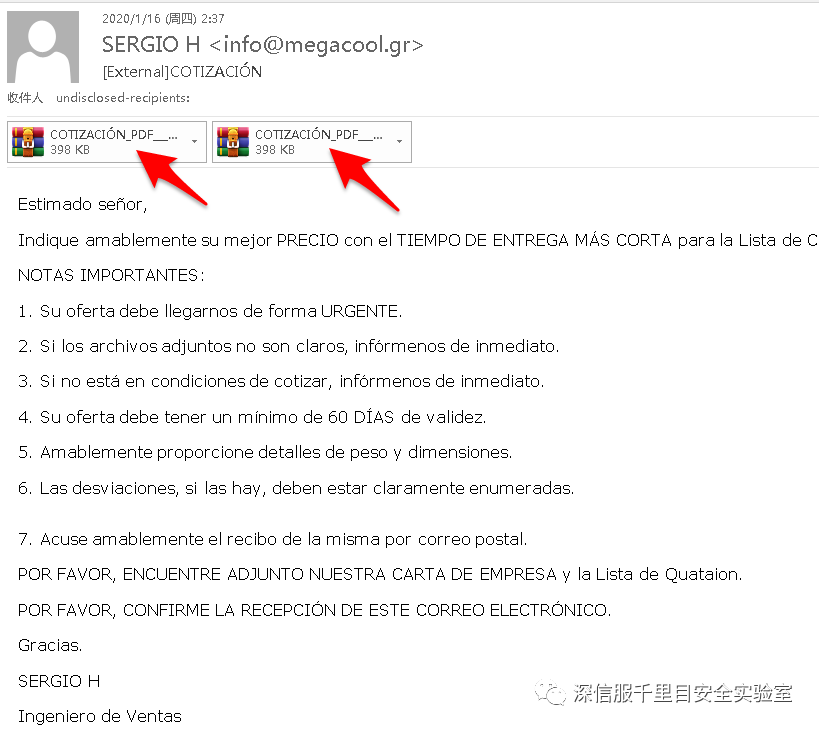 2020/1/16 (周四) 2:37
SERGIO H <info@megacool.gr>
[External]COTIZACIÓN
收件人 undisclosed-recipients:
COTIZACIÓN_PDF__... COTIZACIÓN_PDF__...
398 KB 398 KB
Estimado señor,
Indique amablemente su mejor PRECIO con el TIEMPO DE ENTREGA MÁS CORTA para la Lista de C
NOTAS IMPORTANTES:
1. Su oferta debe llegarnos de forma URGENTE.
2. Si los archivos adjuntos no son claros, infórmenos de inmediato.
3. Si no está en condiciones de cotizar, infórmenos de inmediato.
4. Su oferta debe tener un mínimo de 60 DÍAS de validez.
5. Amablemente proporcione detalles de peso y dimensiones.
6. Las desviaciones, si las hay, deben estar claramente enumeradas.
7. Acuse amablemente el recibo de la misma por correo postal.
POR FAVOR, ENCUENTRE ADJUNTO NUESTRA CARTA DE EMPRESA y la Lista de Quataion.
POR FAVOR, CONFIRME LA RECEPCIÓN DE ESTE CORREO ELECTRÓNICO.
Gracias.
SERGIO H
Ingeniero de Ventas
深信服千里目安全实验室